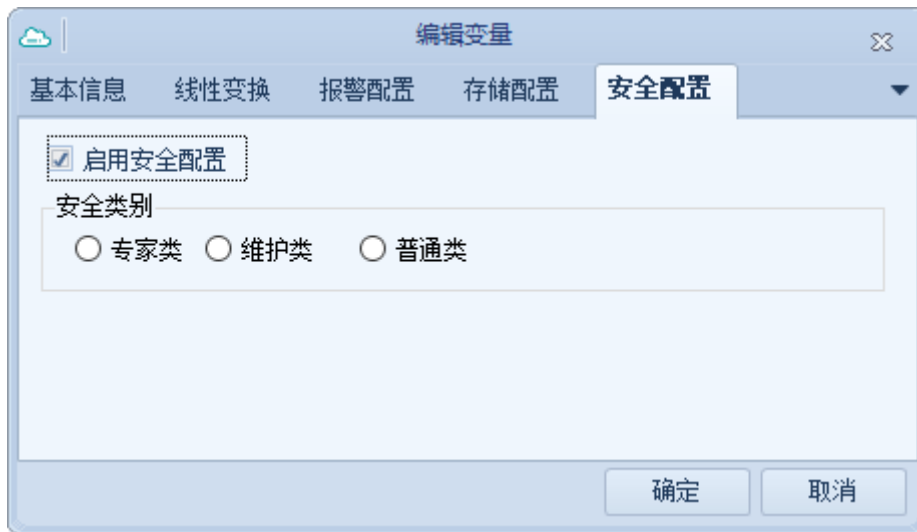 编辑变量
基本信息 线性变换 报警配置 存储配置 安全配置
启用安全配置
安全类别
专家类 维护类 普通类
确定 取消